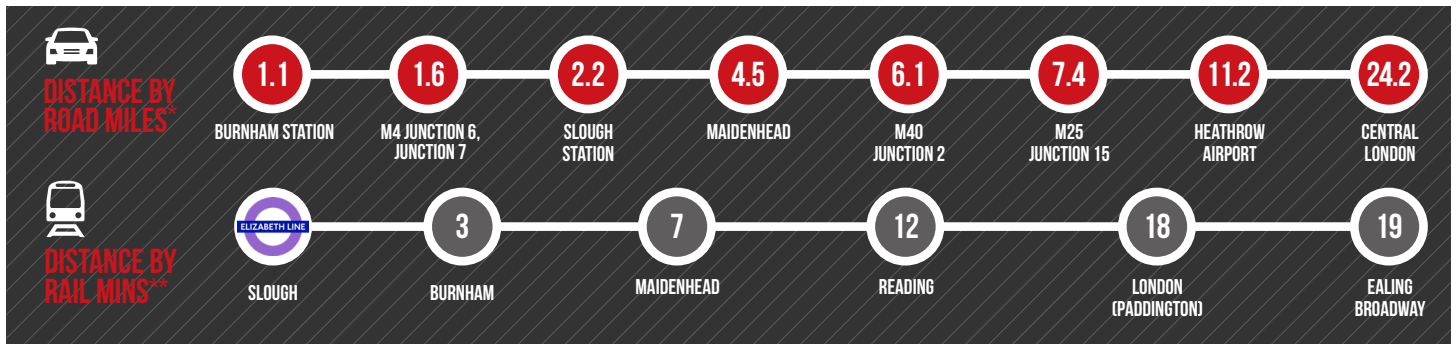 DISTANCE BY
ROAD MILES*
1.1
BURNHAM STATION
1.6
M4 JUNCTION 6,
JUNCTION 7
2.2
SLOUGH
STATION
4.5
MAIDENHEAD
6.1
M40
JUNCTION 2
7.4
M25
JUNCTION 15
11.2
HEATHROW
AIRPORT
24.2
CENTRAL
LONDON
DISTANCE BY
RAIL MINS**
ELIZABETH LINE
SLOUGH
3
BURNHAM
7
MAIDENHEAD
12
READING
18
LONDON
(PADDINGTON)
19
EALING
BROADWAY